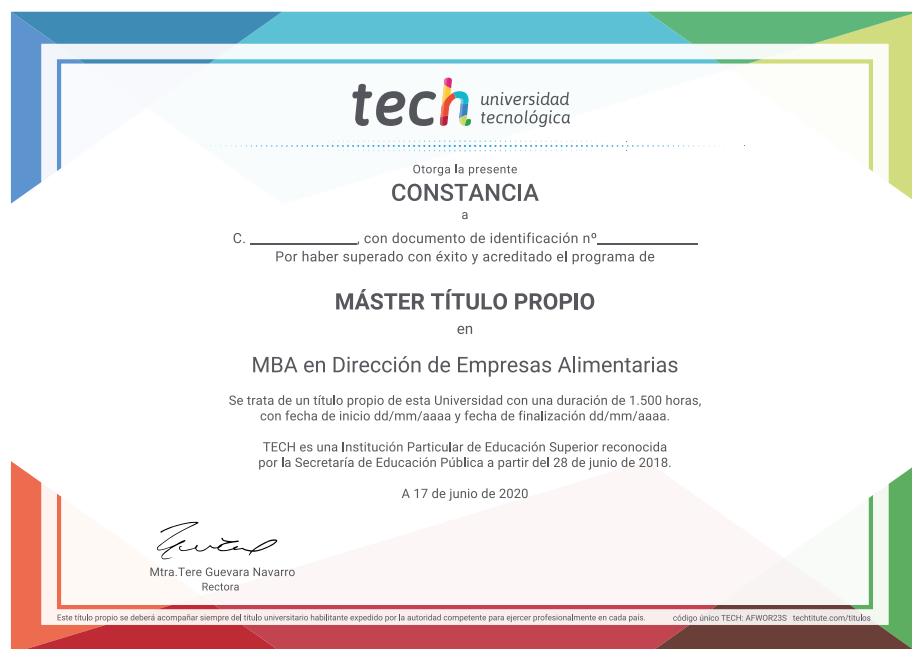 tech universidad
tecnológica
Otorga la presente
CONSTANCIA
a
C. ____________, con documento de identificación nº____________
Por haber superado con éxito y acreditado el programa de
MÁSTER TÍTULO PROPIO
en
MBA en Dirección de Empresas Alimentarias
Se trata de un título propio de esta Universidad con una duración de 1.500 horas,
con fecha de inicio dd/mm/aaaa y fecha de finalización dd/mm/aaaa.
TECH es una Institución Particular de Educación Superior reconocida
por la Secretaría de Educación Pública a partir del 28 de junio de 2018.
A 17 de junio de 2020
Mtra.Tere Guevara Navarro
Rectora
Este título propio se deberá acompañar siempre del título universitario habilitante expedido por la autoridad competente para ejercer profesionalmente en cada país. código único TECH: AFWOR23S techtitute.com/titulos